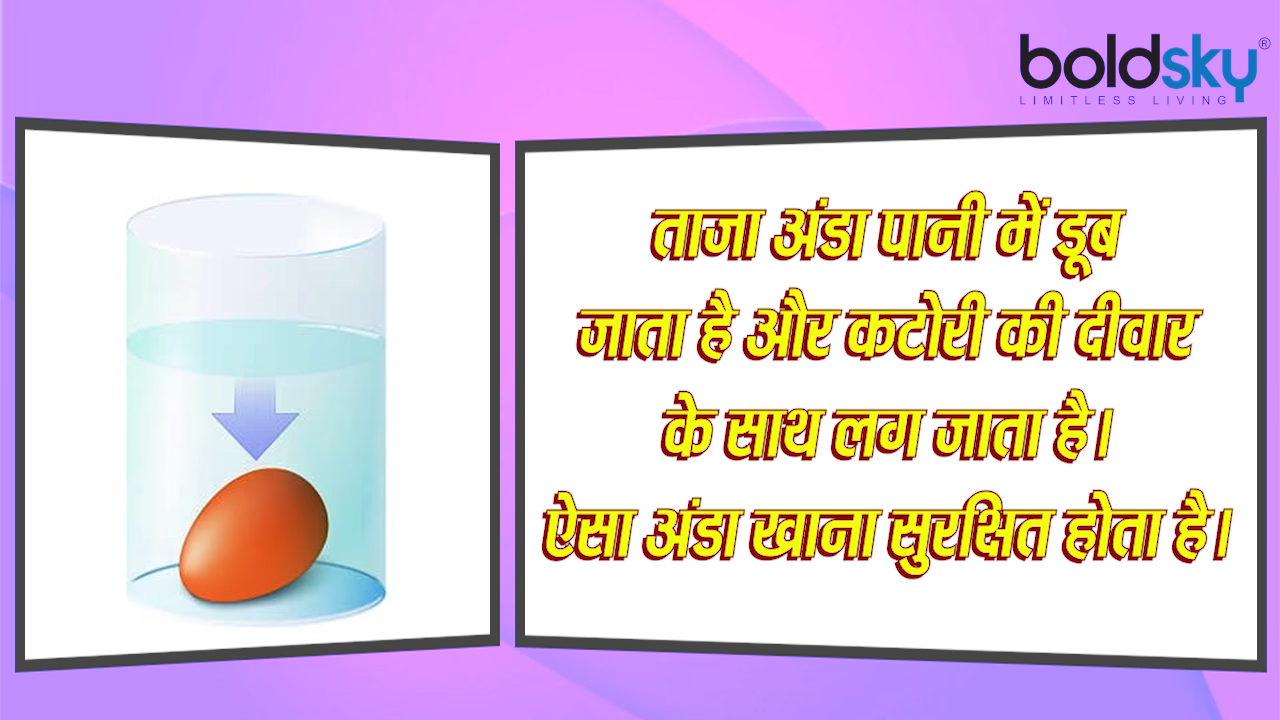 boldsky®
LIMITLESS LIVING
ताजा अंडा पानी में डूब
जाता है और कटोरी की दीवार
के साथ लग जाता है।
ऐसा अंडा खाना सुरक्षित होता है।